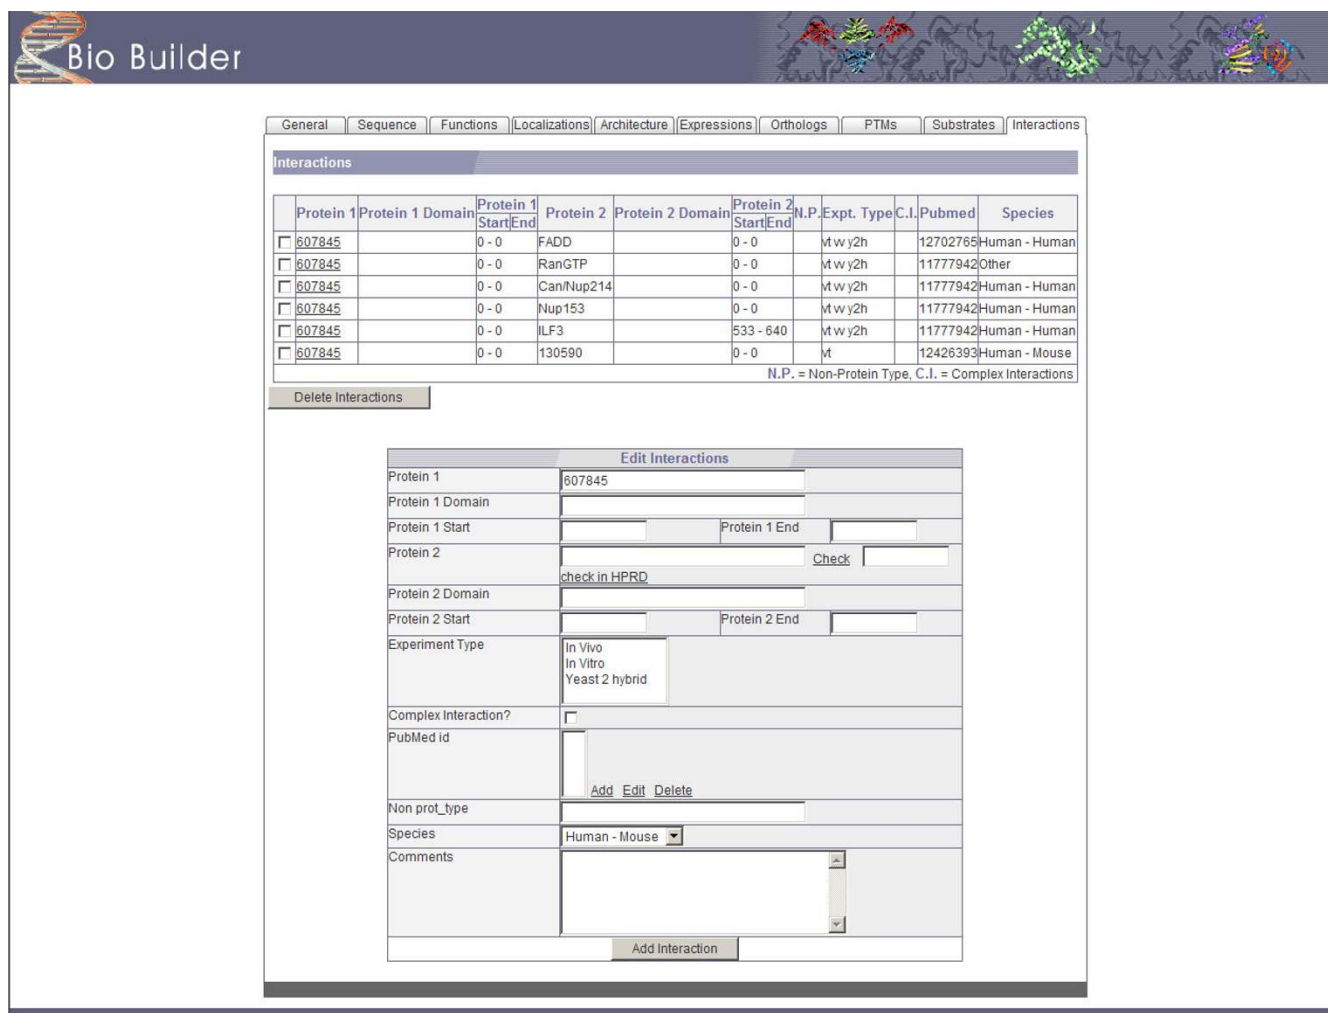 Bio Builder
General Sequence Functions Localizations Architecture Expressions Orthologs PTMs Substrates Interactions
Interactions
Protein 1 Protein 1 Domain Protein 1 Start End Protein 2 Protein 2 Domain Protein 2 Start End N.P. Expt. Type C.I. Pubmed Species
607845 0 - 0 FADD 0 - 0 vt vv y2h 12702765 Human - Human
607845 0 - 0 RanGTP 0 - 0 vt vv y2h 11777942 Other
607845 0 - 0 Can/Nup214 0 - 0 vt vv y2h 11777942 Human - Human
607845 0 - 0 Nup153 0 - 0 vt vv y2h 11777942 Human - Human
607845 0 - 0 ILF3 533 - 640 vt vv y2h 11777942 Human - Human
607845 0 - 0 130590 0 - 0 vt 12426393 Human - Mouse
N.P. = Non-Protein Type, C.I. = Complex Interactions
Delete Interactions
Edit Interactions
Protein 1 607845
Protein 1 Domain
Protein 1 Start Protein 1 End
Protein 2 Check
check in HPRD
Protein 2 Domain
Protein 2 Start Protein 2 End
Experiment Type In Vivo
In Vitro
Yeast 2 hybrid
Complex Interaction?
PubMed id
Add Edit Delete
Non prot_type
Species Human - Mouse
Comments
Add Interaction